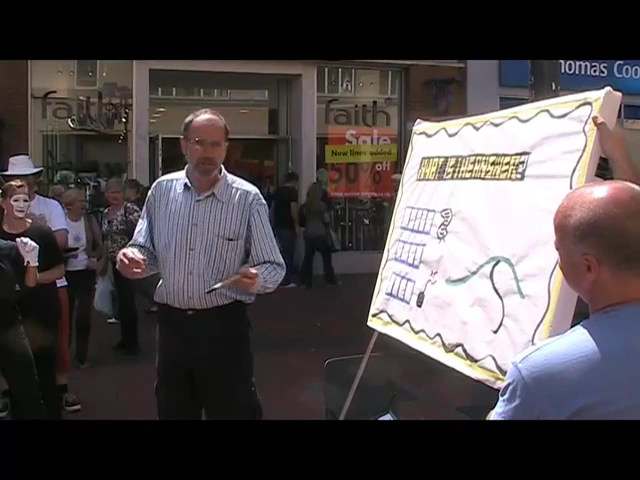 faith
faith
Sale
New lines added
50% off
homas Coo
WHAT IS THE ANSWER?